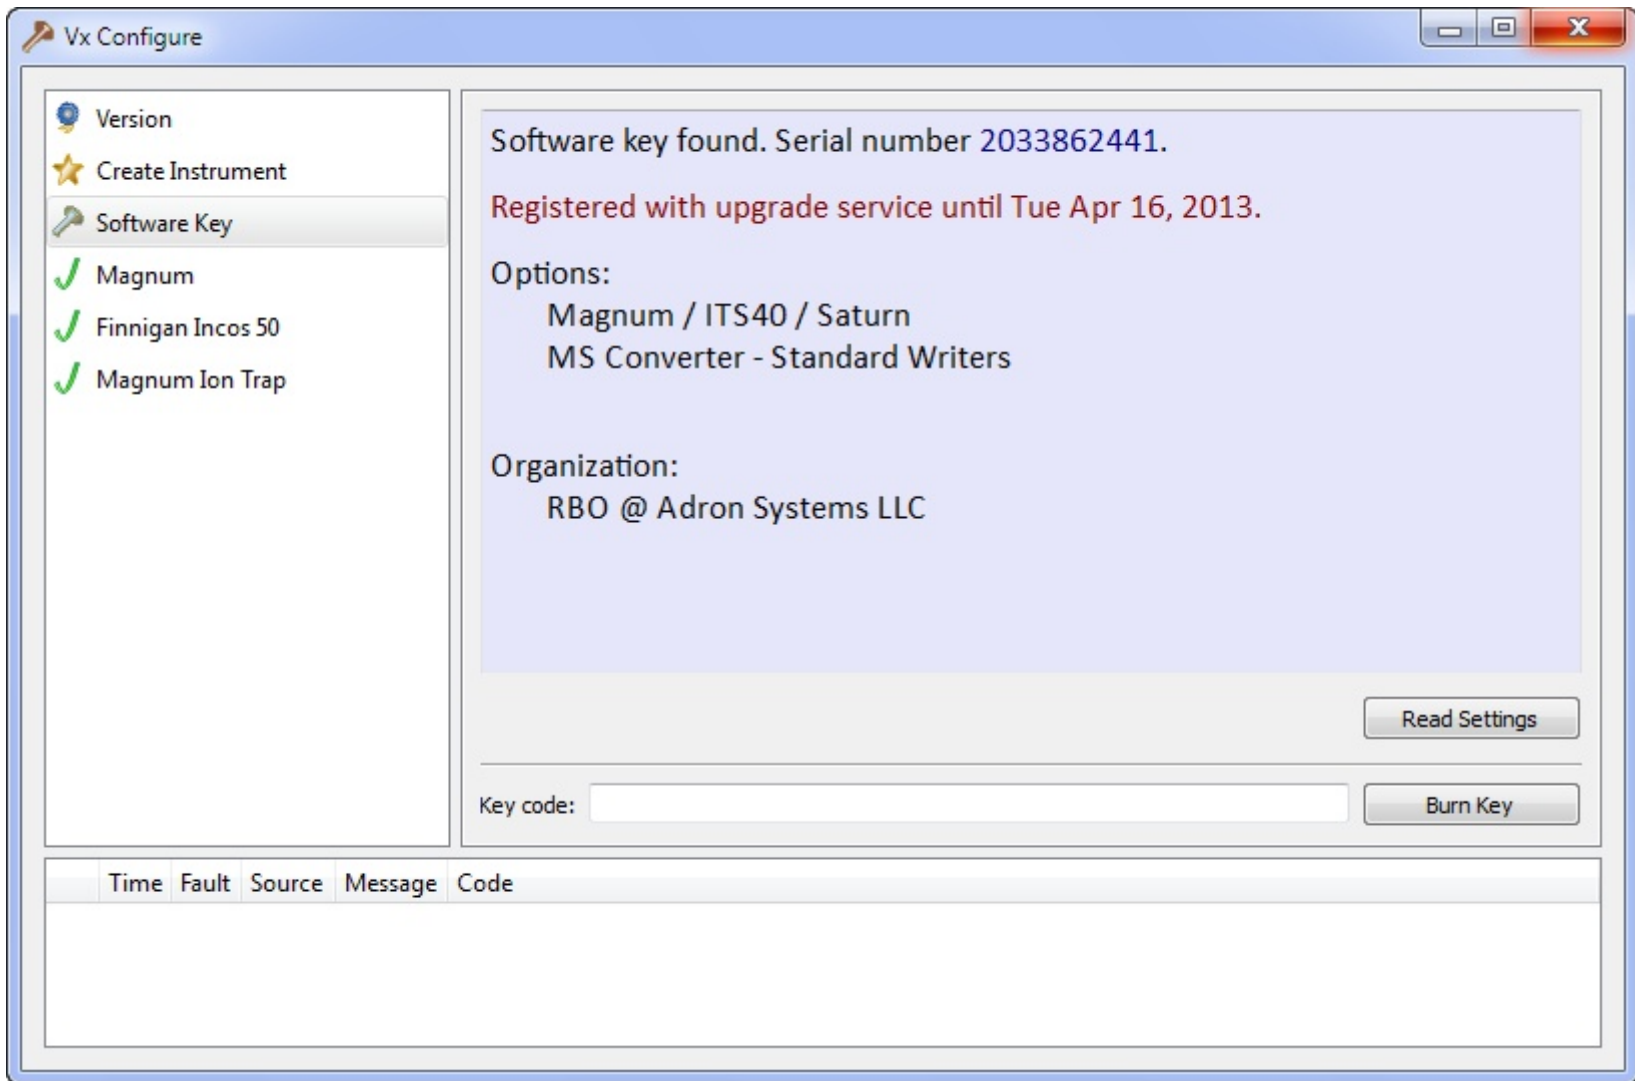 Vx Configure
Version
Create Instrument
Software Key
Magnum
Finnigan Incos 50
Magnum Ion Trap
Software key found. Serial number 2033862441.
Registered with upgrade service until Tue Apr 16, 2013.
Options:
Magnum / ITS40 / Saturn
MS Converter - Standard Writers
Organization:
RBO @ Adron Systems LLC
Read Settings
Key code:
Burn Key
Time Fault Source Message Code